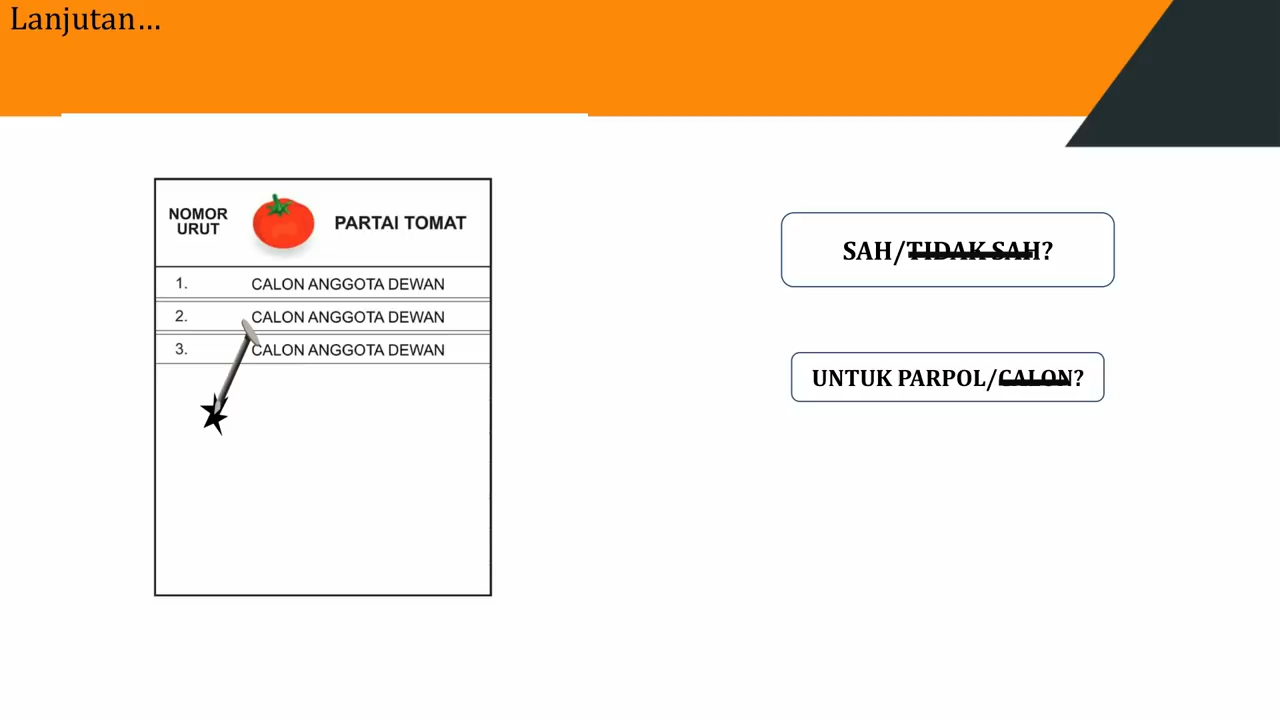 Lanjutan…
NOMOR
URUT
PARTAI TOMAT
1. CALON ANGGOTA DEWAN
2. CALON ANGGOTA DEWAN
3. CALON ANGGOTA DEWAN
SAH/TIDAK SAH?
UNTUK PARPOL/CALON?